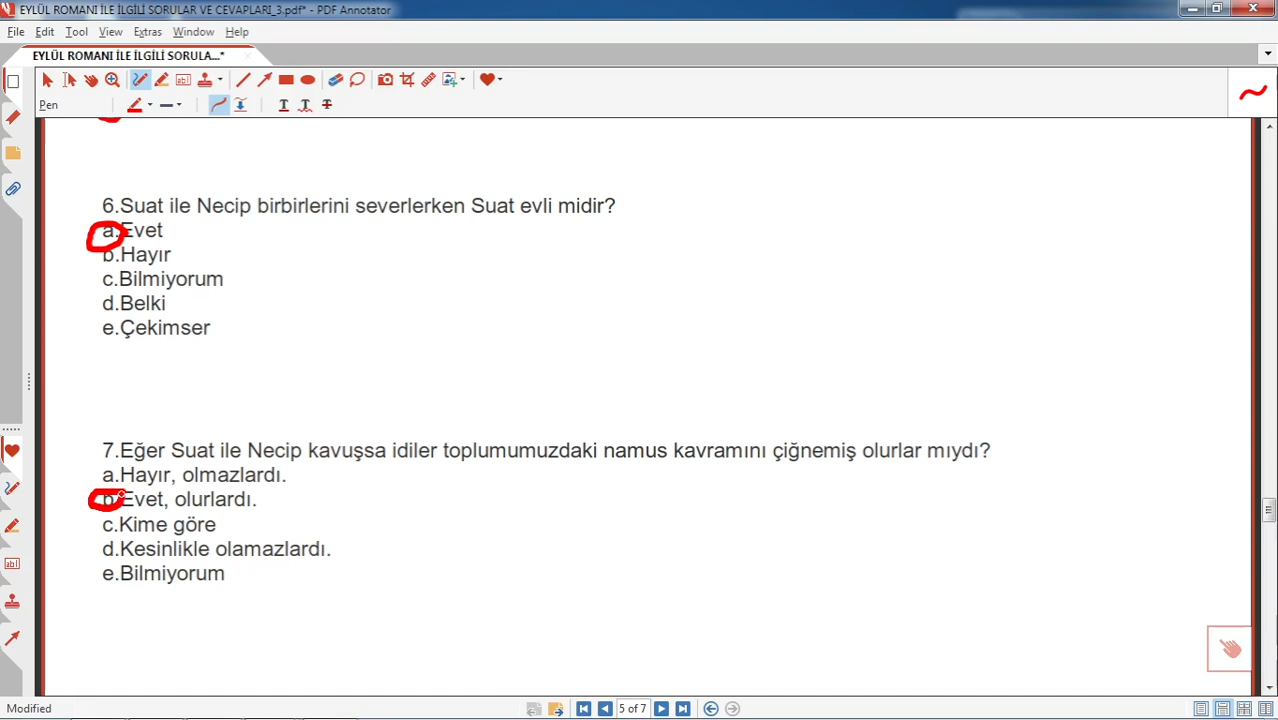 EYLÜL ROMANI İLE İLGİLİ SORULAR VE CEVAPLARI_3.pdf* - PDF Annotator
File Edit Tool View Extras Window Help
EYLÜL ROMANI İLE İLGİLİ SORULA...*
Pen
6.Suat ile Necip birbirlerini severlerken Suat evli midir?
a.Evet
b.Hayır
c.Bilmiyorum
d.Belki
e.Çekimser
7.Eğer Suat ile Necip kavuşsa idiler toplumumuzdaki namus kavramını çiğnemiş olurlar mıydı?
a.Hayır, olmazlardı.
b.Evet, olurlardı.
c.Kime göre
d.Kesinlikle olamazlardı.
e.Bilmiyorum
Modified
5 of 7